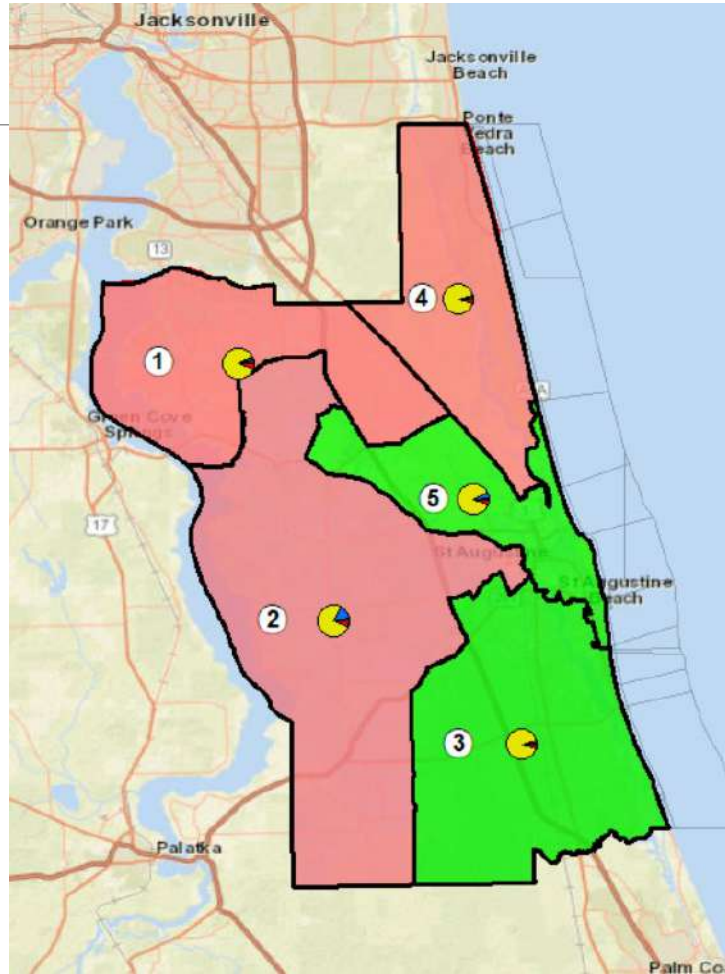 Jacksonville
Jacksonville
Beach
Ponte
Vedra
Beach
Orange Park
13
4
1
A1A
Green Cove
Springs
5
17
St Augustine
St Augustine
Beach
2
3
Palatka
Palm Co